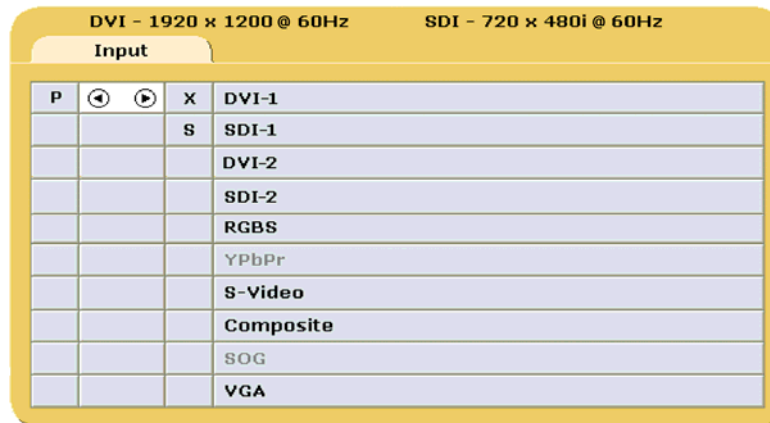 DVI - 1920 x 1200 @ 60Hz SDI - 720 x 480i @ 60Hz
Input
P X DVI-1
S SDI-1
DVI-2
SDI-2
RGBS
YPbPr
S-Video
Composite
SOG
VGA